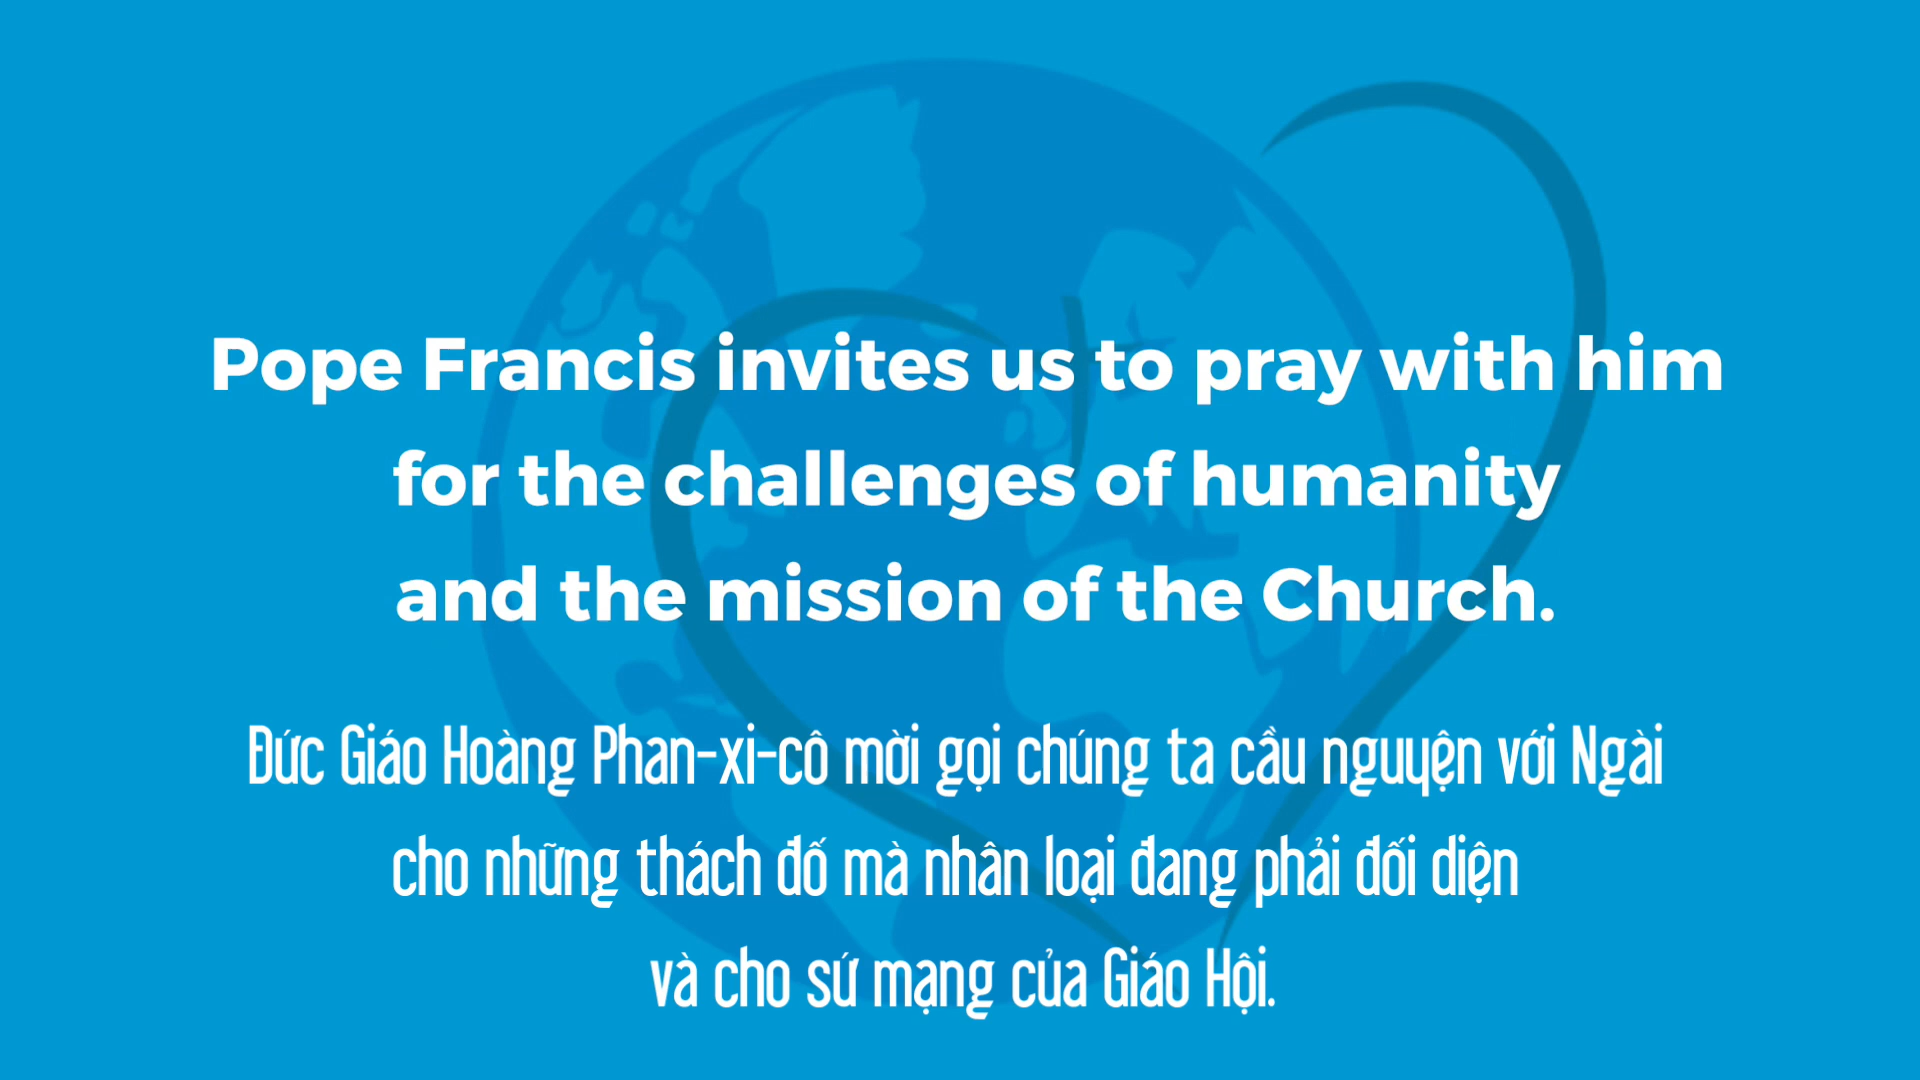 Pope Francis invites us to pray with him
for the challenges of humanity
and the mission of the Church.
Đức Giáo Hoàng Phan-xi-cô mời gọi chúng ta cầu nguyện với Ngài
cho những thách đố mà nhân loại đang phải đối diện
và cho sứ mạng của Giáo Hội.